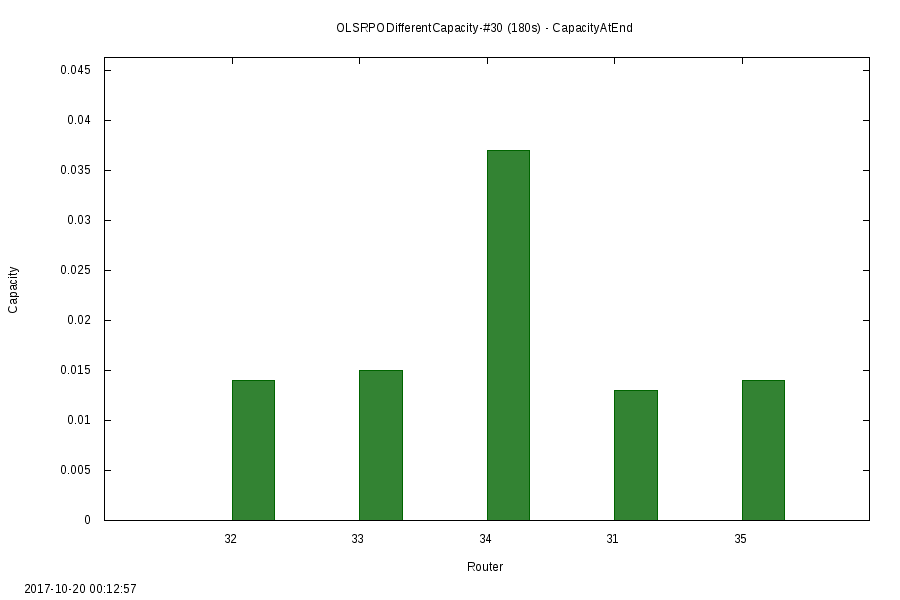 OLSRPODifferentCapacity-#30 (180s) - CapacityAtEnd
0.045
0.04
0.035
0.03
0.025
0.02
0.015
0.01
0.005
0
Capacity
32 33 34 31 35
Router
2017-10-20 00:12:57